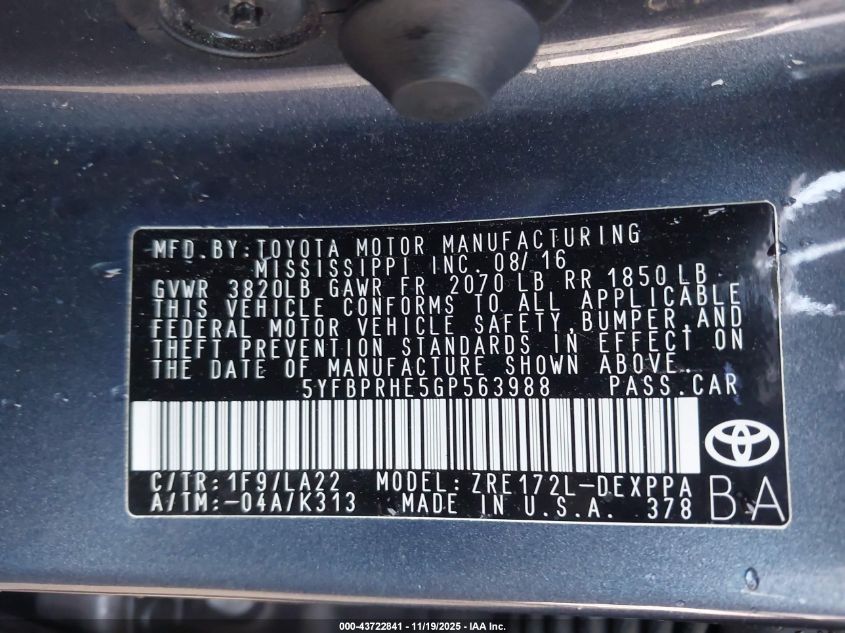 MFD.BY:TOYOTA MOTOR MANUFACTURING
MISSISSIPPI INC. 08/16
GVWR 3820LB GAWR FR 2070 LB RR 1850 LB
THIS VEHICLE CONFORMS TO ALL APPLICABLE
FEDERAL MOTOR VEHICLE SAFETY,BUMPER,AND
THEFT PREVENTION STANDARDS IN EFFECT ON
THE DATE OF MANUFACTURE SHOWN ABOVE.
5YFBPRHE5GP563988 PASS.CAR
C/TR:1F9/LA22 MODEL:ZRE172L-DEXPPA
A/TM:-04A/K313 MADE IN U.S.A. 378 BA
000-43722841 - 11/19/2025 - IAA Inc.